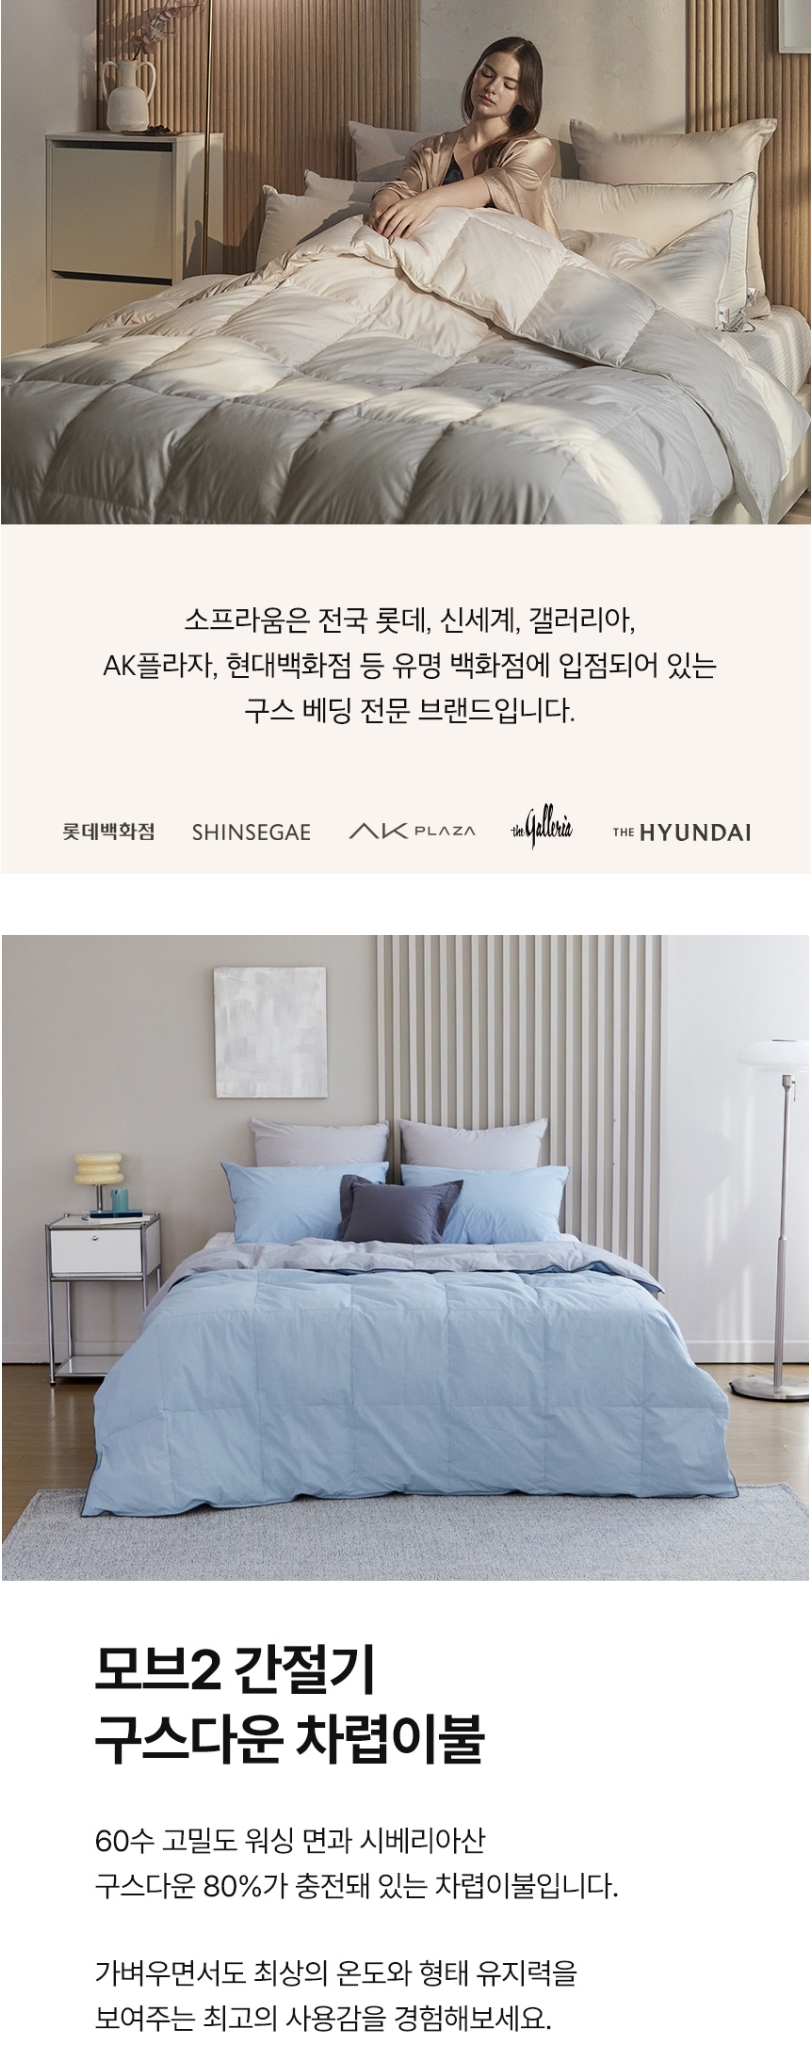 소프라움은 전국 롯데, 신세계, 갤러리아,
AK플라자, 현대백화점 등 유명 백화점에 입점되어 있는
구스 베딩 전문 브랜드입니다.
롯데백화점 SHINSEGAE AK PLAZA the Galleria THE HYUNDAI
모브2 간절기
구스다운 차렵이불
60수 고밀도 워싱 면과 시베리아산
구스다운 80%가 충전돼 있는 차렵이불입니다.
가벼우면서도 최상의 온도와 형태 유지력을
보여주는 최고의 사용감을 경험해보세요.